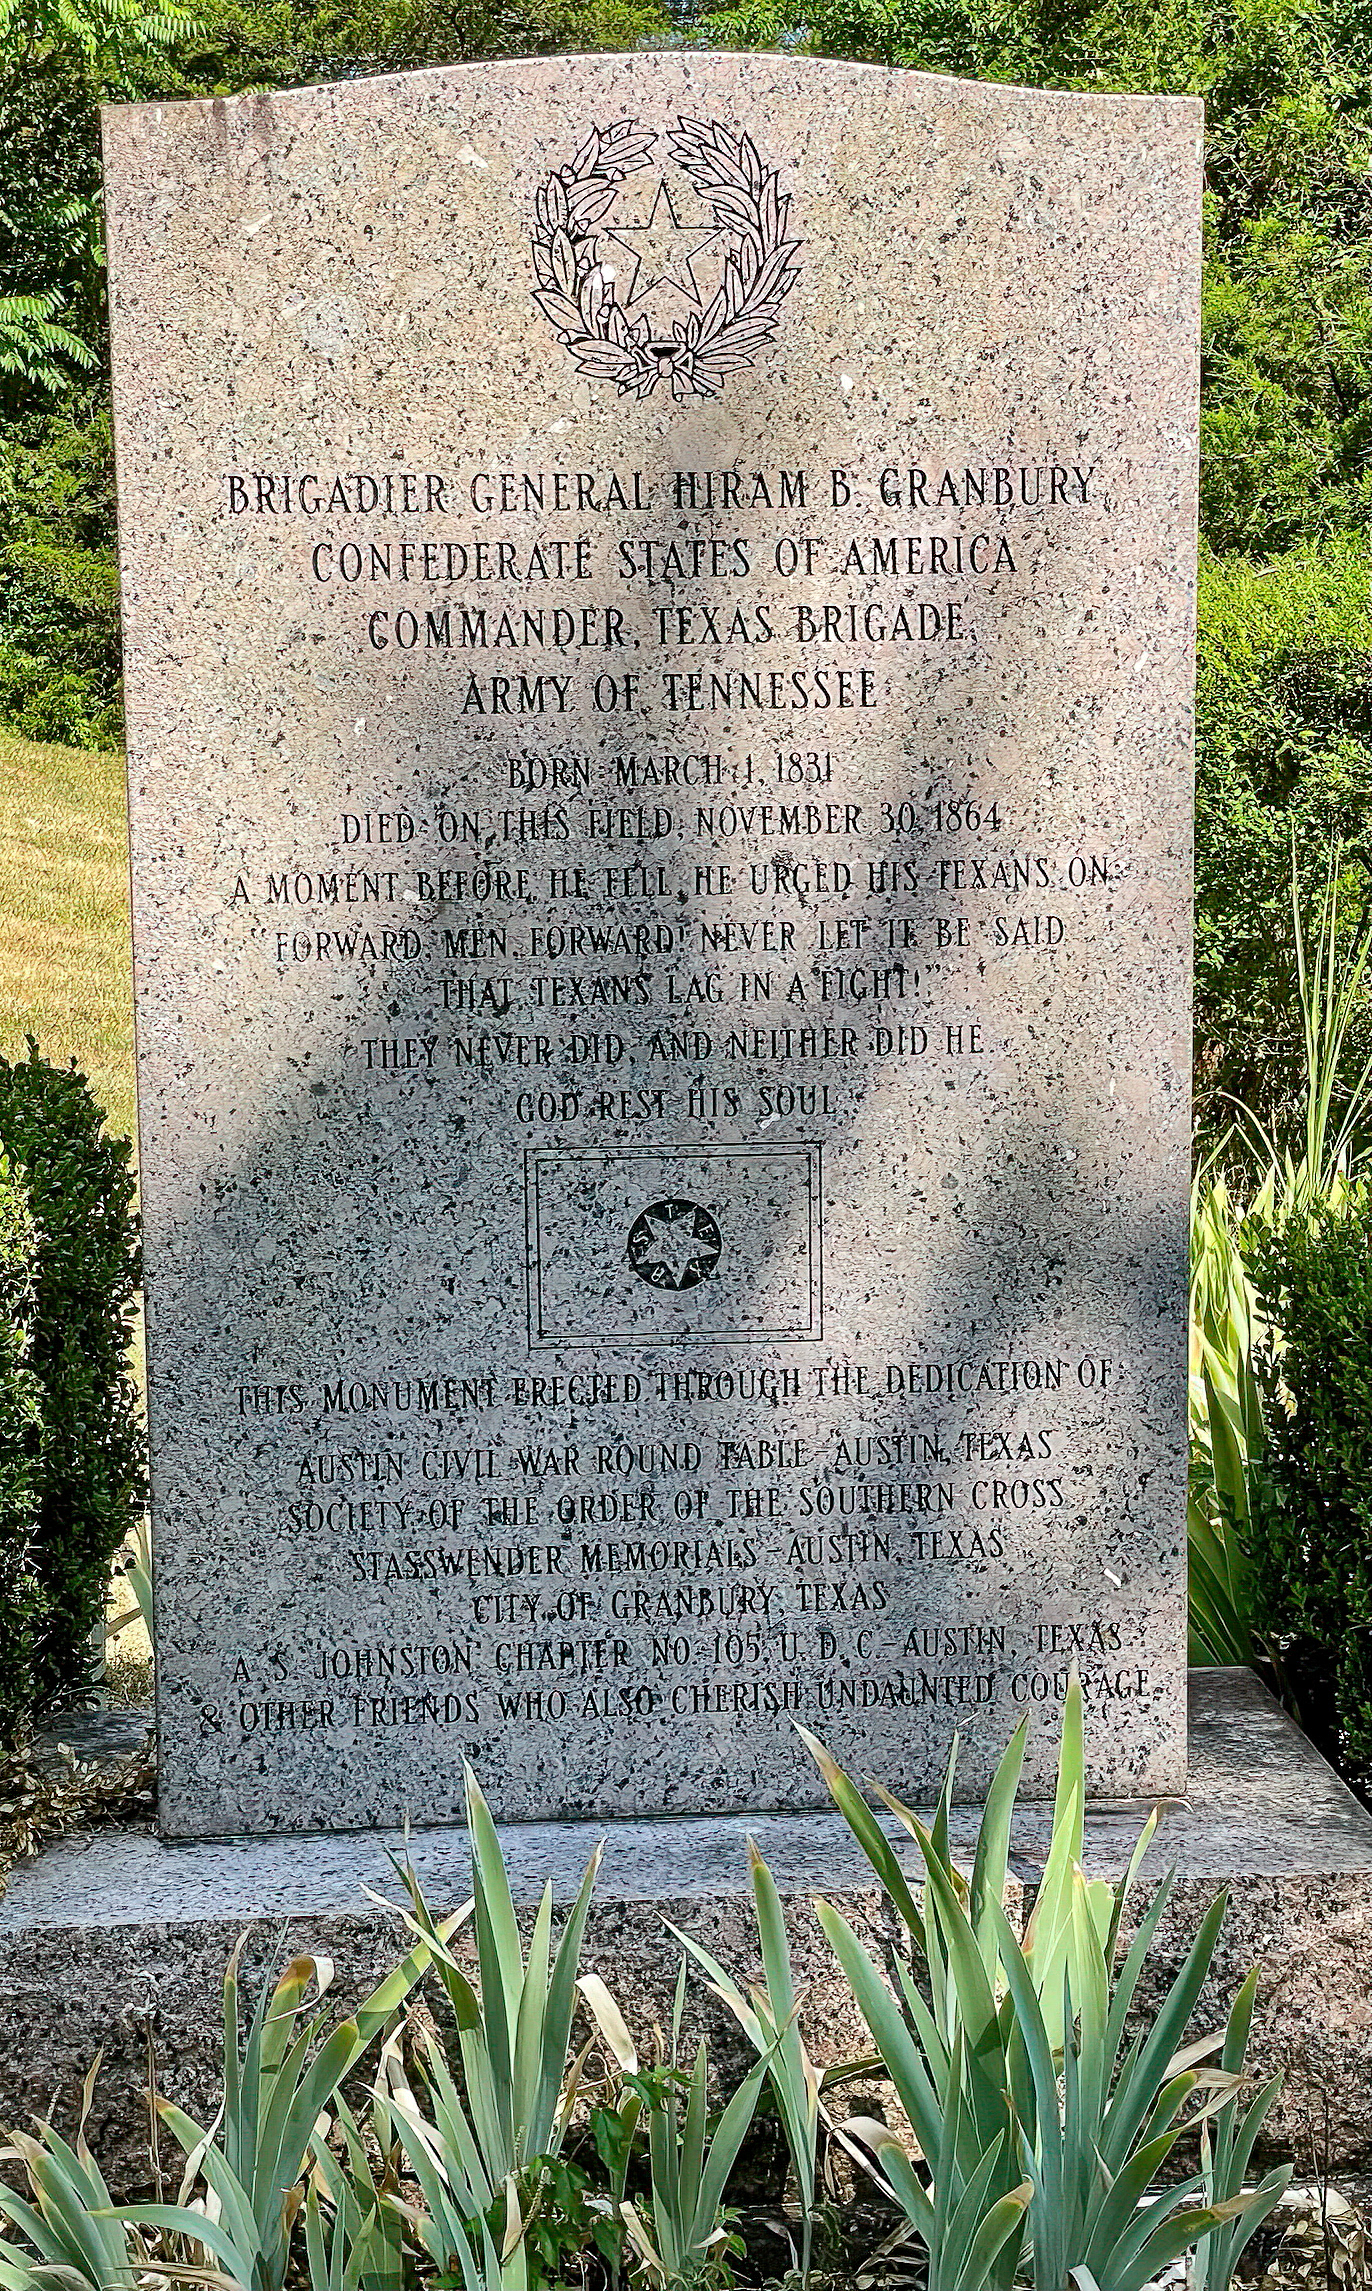 BRIGADIER GENERAL HIRAM B. GRANBURY
CONFEDERATE STATES OF AMERICA
COMMANDER, TEXAS BRIGADE,
ARMY OF TENNESSEE
BORN MARCH 1, 1831
DIED ON THIS FIELD, NOVEMBER 30, 1864
A MOMENT BEFORE HE FELL, HE URGED HIS TEXANS ON:
"FORWARD, MEN, FORWARD! NEVER LET IT BE SAID
THAT TEXANS LAG IN A FIGHT!"
THEY NEVER DID, AND NEITHER DID HE.
GOD REST HIS SOUL.
TEXAS
THIS MONUMENT ERECTED THROUGH THE DEDICATION OF:
AUSTIN CIVIL WAR ROUND TABLE - AUSTIN, TEXAS
SOCIETY OF THE ORDER OF THE SOUTHERN CROSS
STASSWENDER MEMORIALS - AUSTIN, TEXAS
CITY OF GRANBURY, TEXAS
A. S. JOHNSTON CHAPTER NO. 105, U. D. C. - AUSTIN, TEXAS
& OTHER FRIENDS WHO ALSO CHERISH UNDAUNTED COURAGE.